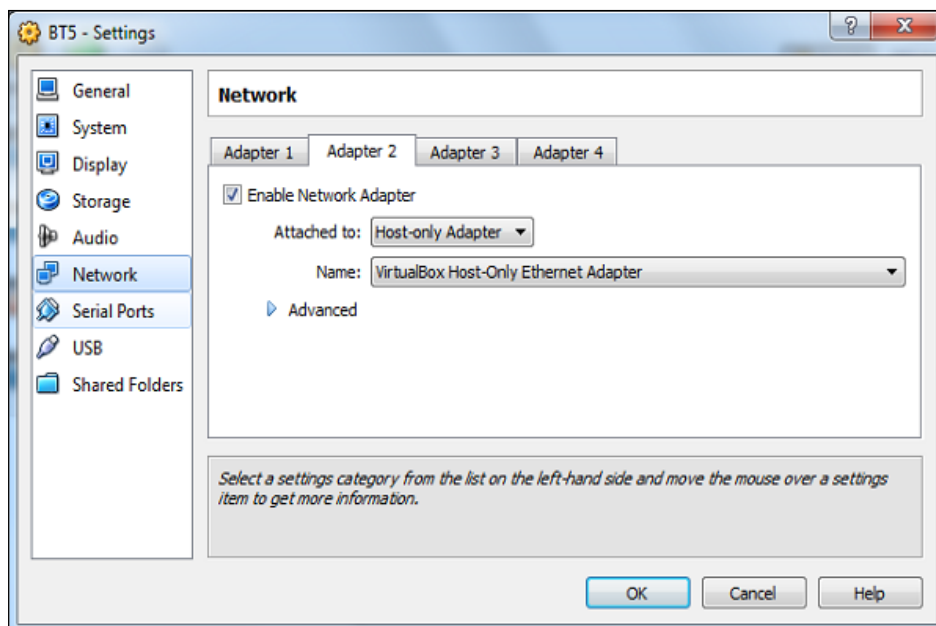 BT5 - Settings
?
X
General
System
Display
Storage
Audio
Network
Serial Ports
USB
Shared Folders
Network
Adapter 1 Adapter 2 Adapter 3 Adapter 4
Enable Network Adapter
Attached to: Host-only Adapter
Name: VirtualBox Host-Only Ethernet Adapter
Advanced
Select a settings category from the list on the left-hand side and move the mouse over a settings
item to get more information.
OK Cancel Help